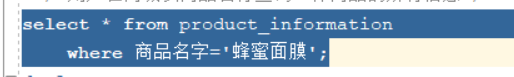 select * from product_information
where 商品名字='蜂蜜面膜';